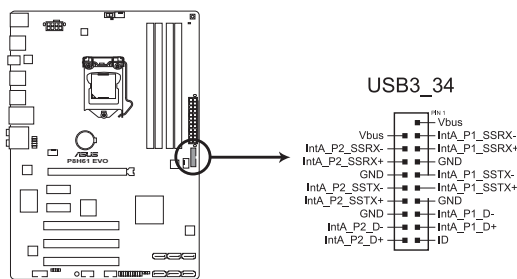 USB3_34
PIN 1
Vbus
Vbus IntA_P1_SSRX-
IntA_P2_SSRX- IntA_P1_SSRX+
IntA_P2_SSRX+ GND
GND IntA_P1_SSTX-
IntA_P2_SSTX- IntA_P1_SSTX+
IntA_P2_SSTX+ GND
GND IntA_P1_D-
IntA_P2_D- IntA_P1_D+
IntA_P2_D+ ID
ASUS
P8H61 EVO